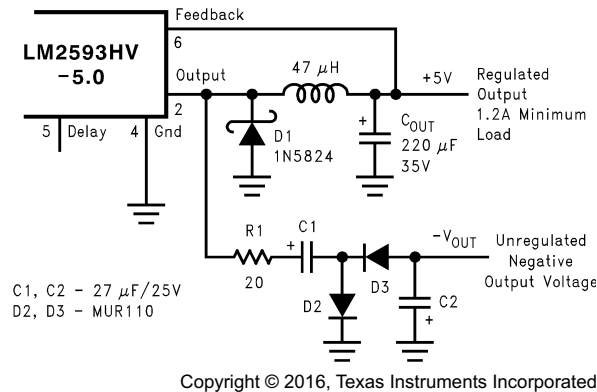 Feedback
6
LM2593HV
-5.0
Output
2
47 μH
+5V
Regulated
Output
1.2A Minimum
Load
5 Delay 4 Gnd
D1
1N5824
+
COUT
220 μF
35V
R1
20
+
C1
-VOUT
Unregulated
Negative
Output Voltage
D3
D2
C2
+
C1, C2 - 27 μF/25V
D2, D3 - MUR110
Copyright © 2016, Texas Instruments Incorporated